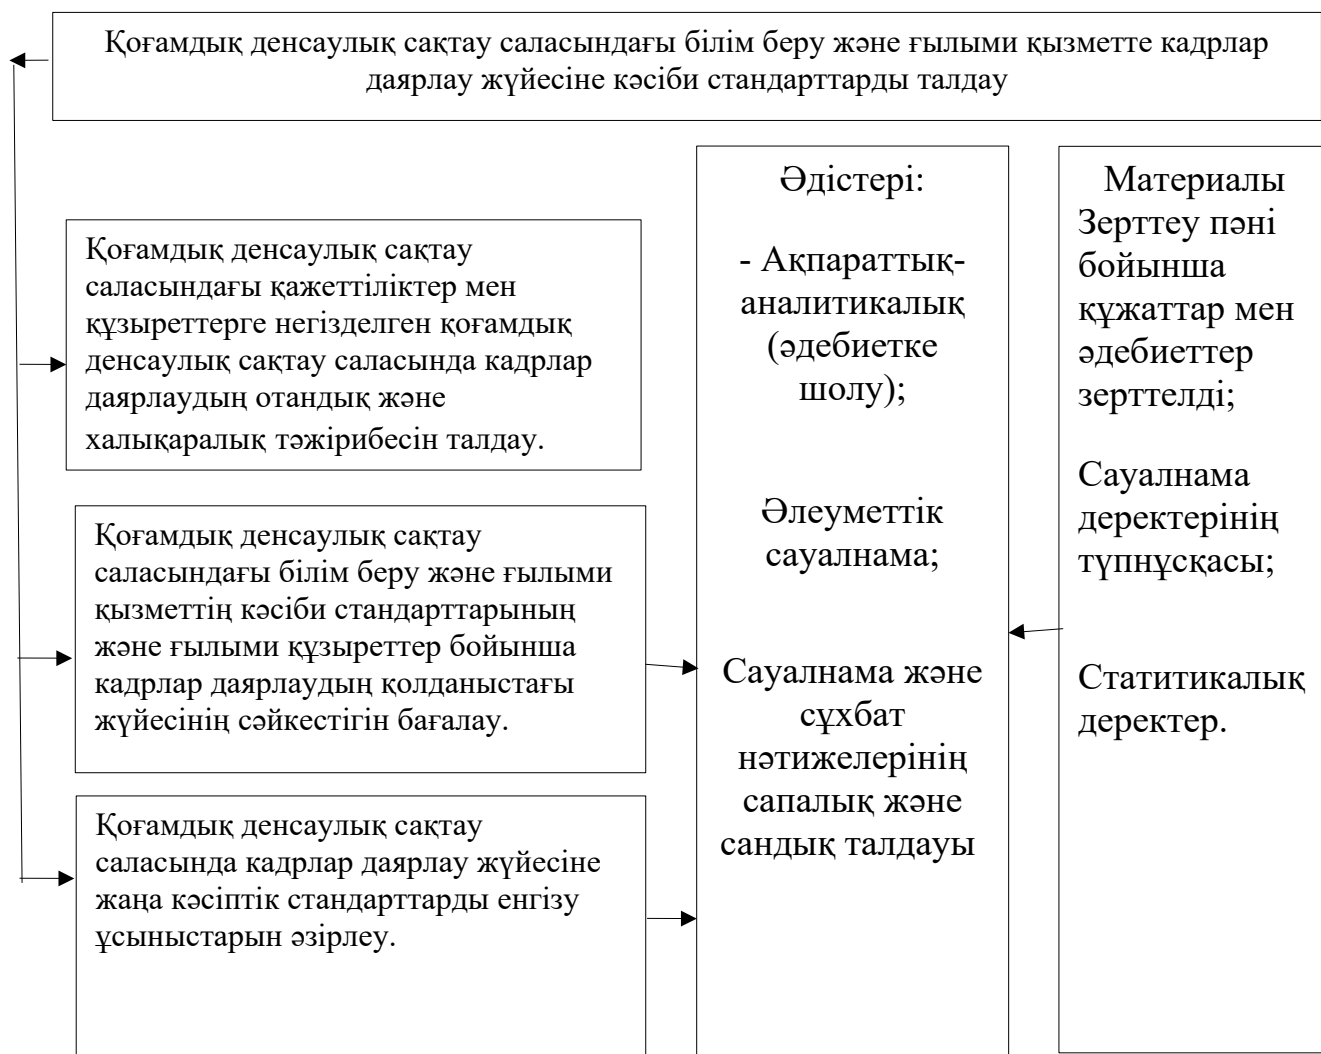 Қоғамдық денсаулық сақтау саласындағы білім беру және ғылыми қызметте кадрлар
даярлау жүйесіне кәсіби стандарттарды талдау
Қоғамдық денсаулық сақтау
саласындағы қажеттіліктер мен
құзыреттерге негізделген қоғамдық
денсаулық сақтау саласында кадрлар
даярлаудың отандық және
халықаралық тәжірибесін талдау.
Қоғамдық денсаулық сақтау
саласындағы білім беру және ғылыми
қызметтің кәсіби стандарттарының
және ғылыми құзыреттер бойынша
кадрлар даярлаудың қолданыстағы
жүйесінің сәйкестігін бағалау.
Қоғамдық денсаулық сақтау
саласында кадрлар даярлау жүйесіне
жаңа кәсіптік стандарттарды енгізу
ұсыныстарын әзірлеу.
Әдістері:
- Ақпараттық-
аналитикалық
(әдебиетке
шолу);
Әлеуметтік
сауалнама;
Сауалнама және
сұхбат
нәтижелерінің
сапалық және
сандық талдауы
Материалы
Зерттеу пәні
бойынша
құжаттар мен
әдебиеттер
зерттелді;
Сауалнама
деректерінің
түпнұсқасы;
Статитикалық
деректер.